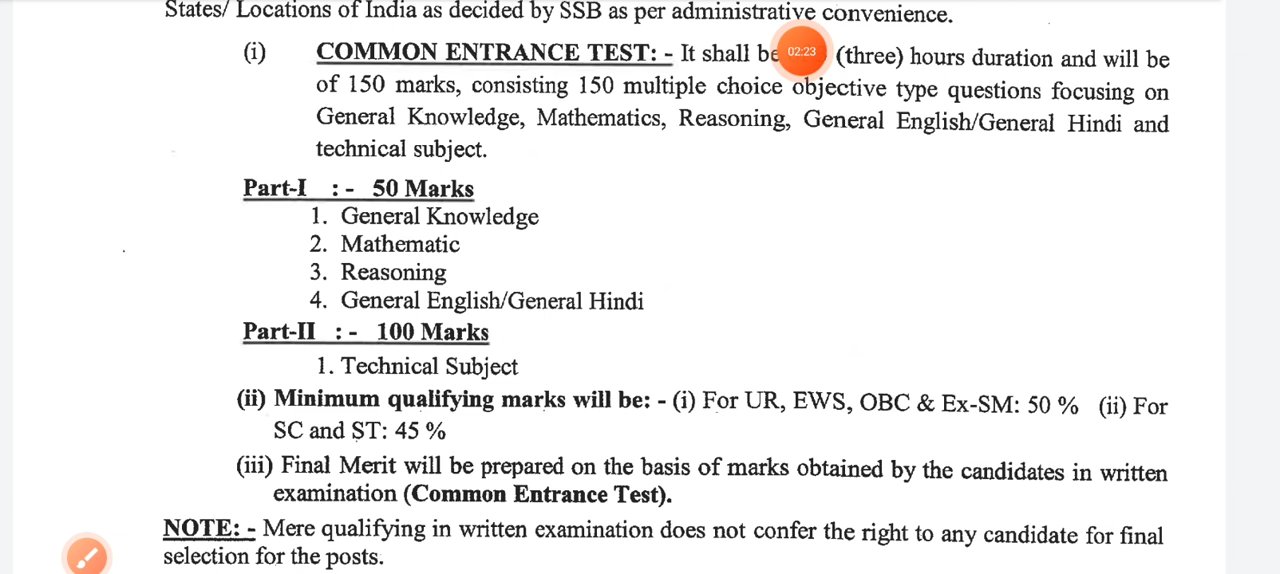 States/ Locations of India as decided by SSB as per administrative convenience.
(i) COMMON ENTRANCE TEST: - It shall be 02:23 (three) hours duration and will be
of 150 marks, consisting 150 multiple choice objective type questions focusing on
General Knowledge, Mathematics, Reasoning, General English/General Hindi and
technical subject.
Part-I : - 50 Marks
1. General Knowledge
2. Mathematic
3. Reasoning
4. General English/General Hindi
Part-II : - 100 Marks
1. Technical Subject
(ii) Minimum qualifying marks will be: - (i) For UR, EWS, OBC & Ex-SM: 50 % (ii) For
SC and ST: 45 %
(iii) Final Merit will be prepared on the basis of marks obtained by the candidates in written
examination (Common Entrance Test).
NOTE: - Mere qualifying in written examination does not confer the right to any candidate for final
selection for the posts.